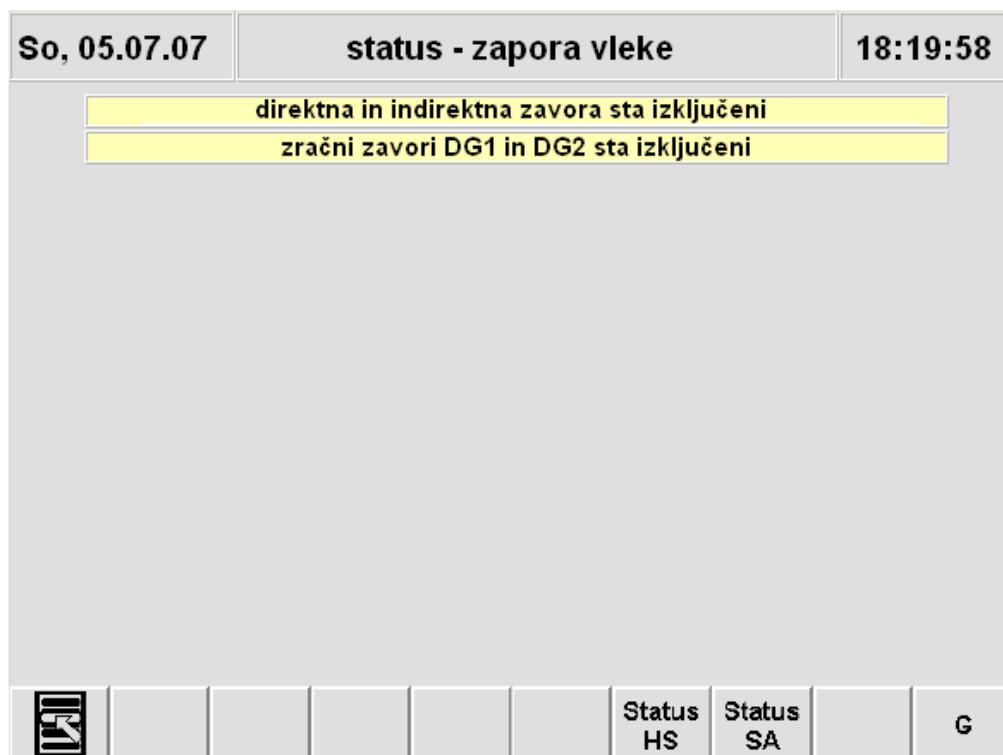 So, 05.07.07
status - zapora vleke
18:19:58
direktna in indirektna zavora sta izključeni
zračni zavori DG1 in DG2 sta izključeni
Status HS
Status SA
G